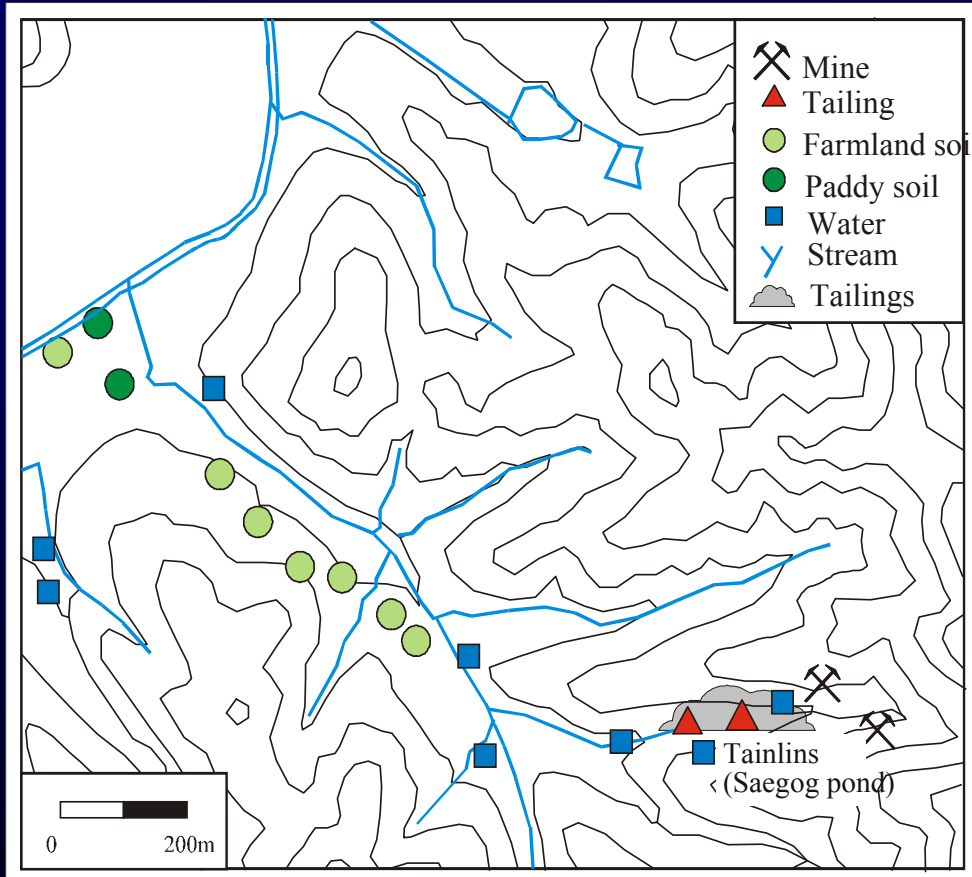 Mine
Tailing
Farmland soi
Paddy soil
Water
Stream
Tailings
Tainlins
(Saegog pond)
0 200m